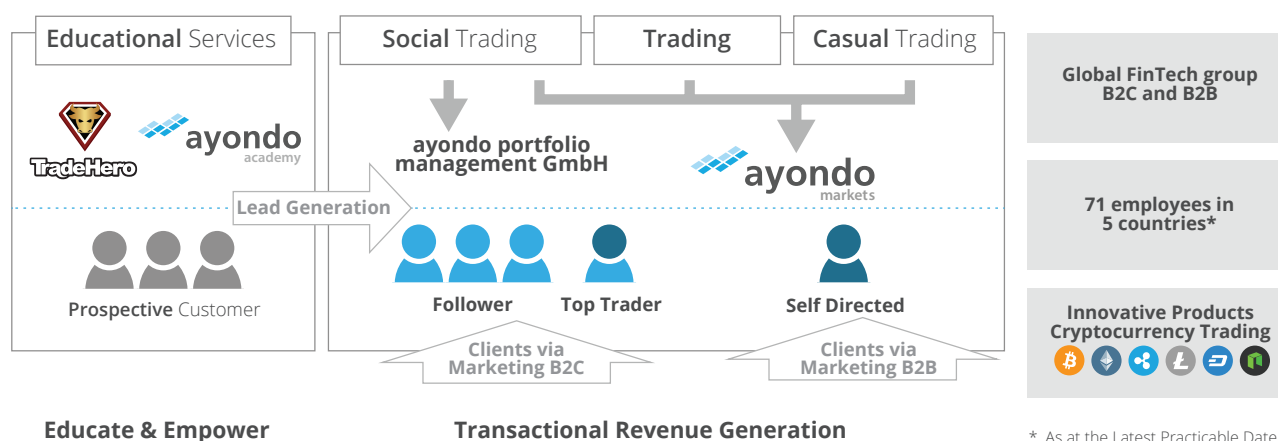 Educational Services
TradeHero
ayondo
academy
Prospective Customer
Educate & Empower
Lead Generation
Social Trading
Trading
Casual Trading
ayondo portfolio
management GmbH
ayondo
markets
Follower
Top Trader
Self Directed
Clients via
Marketing B2C
Clients via
Marketing B2B
Transactional Revenue Generation
Global FinTech group
B2C and B2B
71 employees in
5 countries*
Innovative Products
Cryptocurrency Trading
* As at the Latest Practicable Date